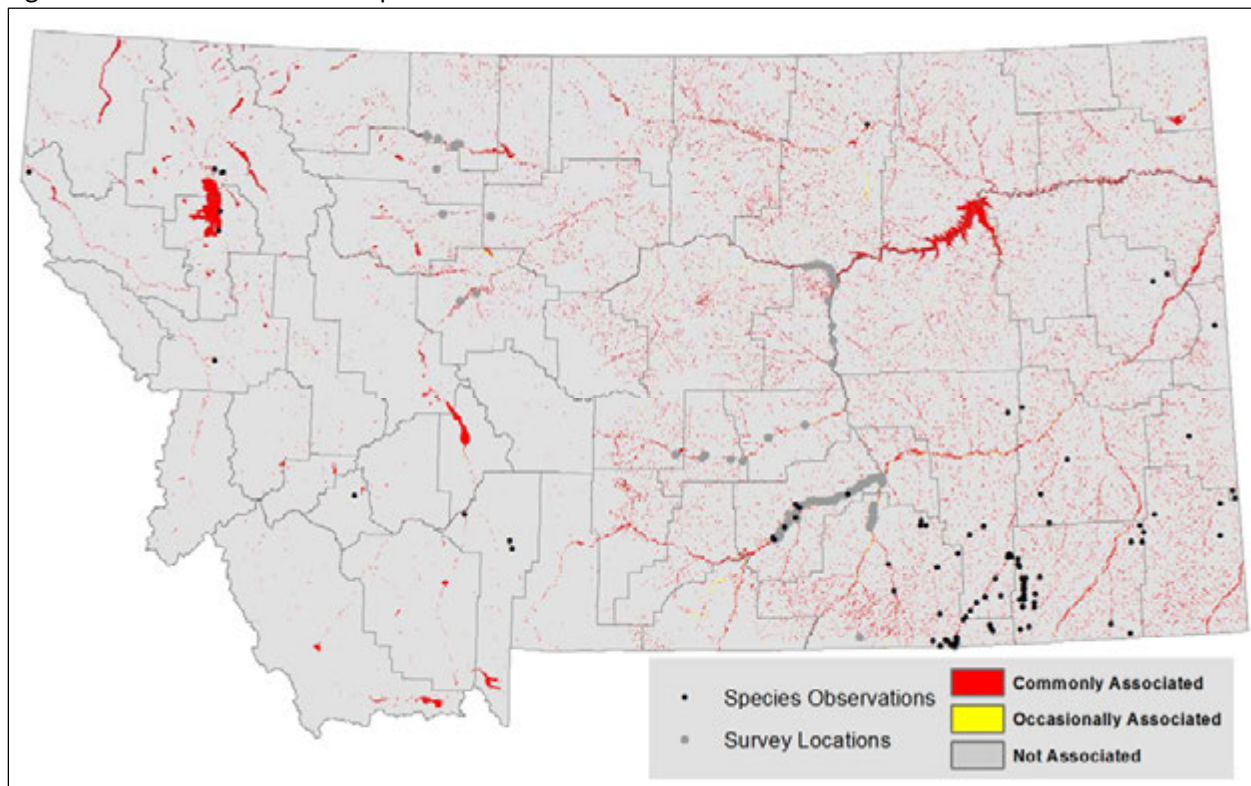 Species Observations
Survey Locations
Commonly Associated
Occasionally Associated
Not Associated